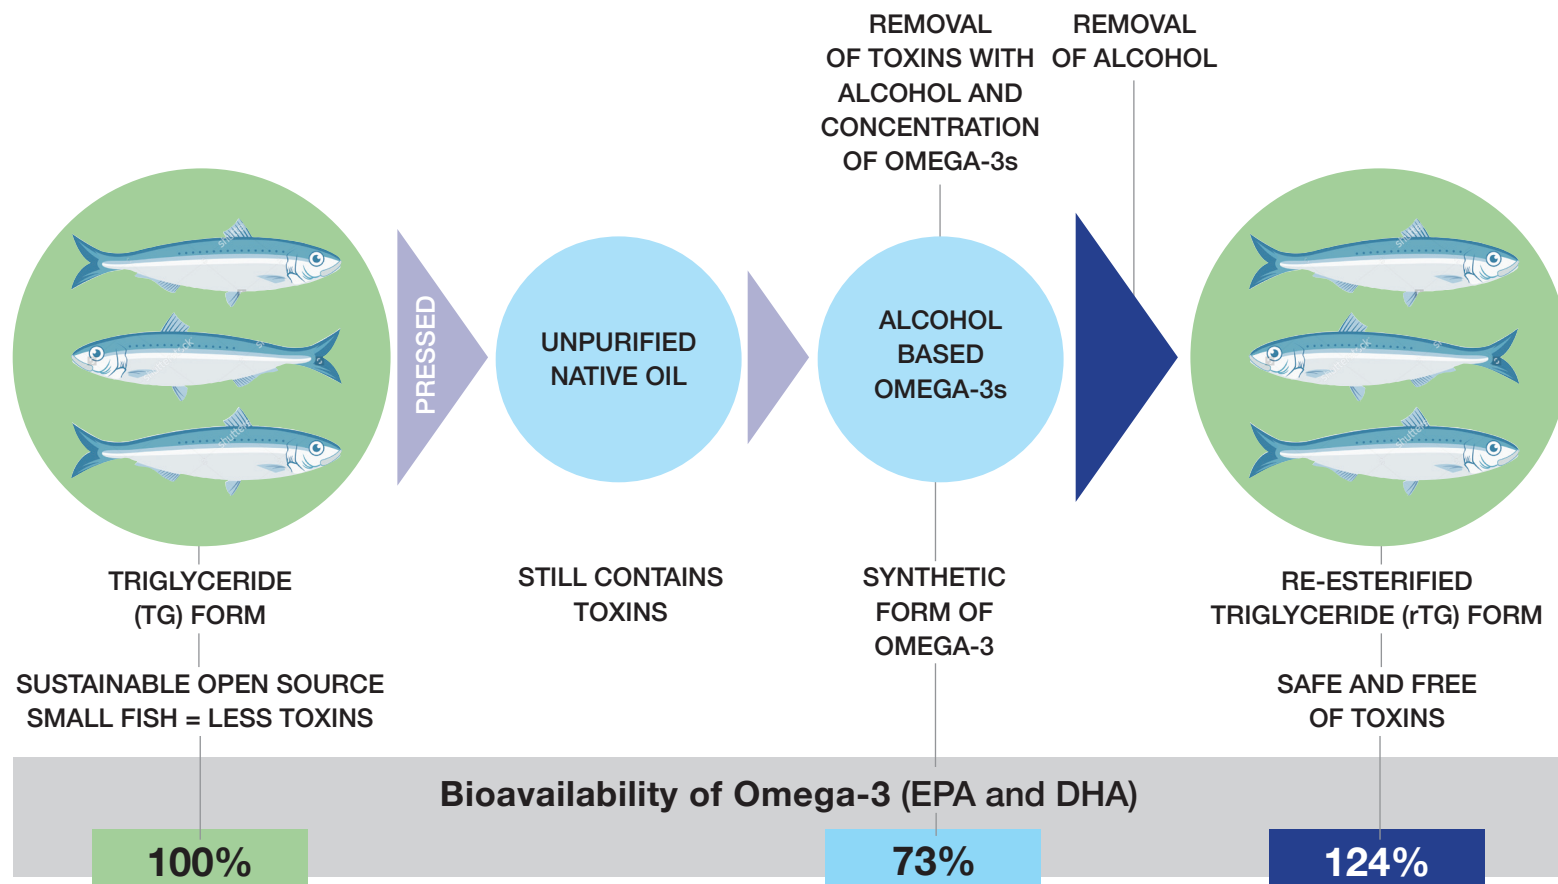 REMOVAL
OF TOXINS WITH
ALCOHOL AND
CONCENTRATION
OF OMEGA-3s
REMOVAL
OF ALCOHOL
PRESSED
UNPURIFIED
NATIVE OIL
ALCOHOL
BASED
OMEGA-3s
TRIGLYCERIDE
(TG) FORM
SUSTAINABLE OPEN SOURCE
SMALL FISH = LESS TOXINS
STILL CONTAINS
TOXINS
SYNTHETIC
FORM OF
OMEGA-3
RE-ESTERIFIED
TRIGLYCERIDE (rTG) FORM
SAFE AND FREE
OF TOXINS
Bioavailability of Omega-3 (EPA and DHA)
100%
73%
124%